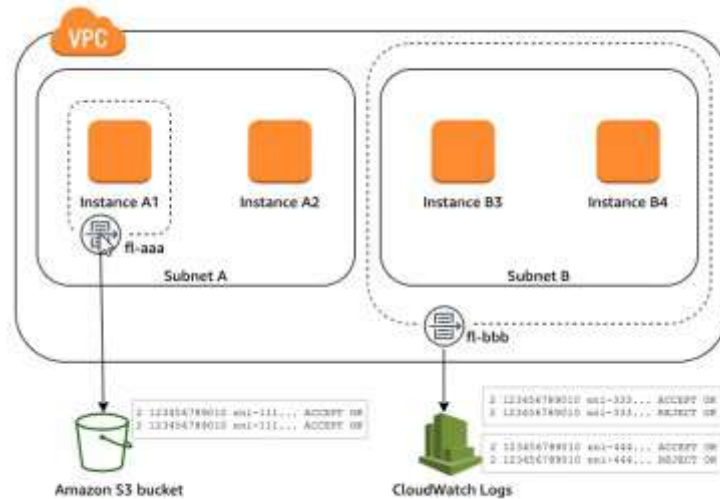 VPC
Instance A1
Instance A2
Instance B3
Instance B4
fl-aaa
Subnet A
Subnet B
fl-bbb
2 123456789010 eni-111... ACCEPT OK
2 123456789010 eni-111... ACCEPT OK
2 123456789010 eni-333... ACCEPT OK
2 123456789010 eni-333... REJECT OK
2 123456789010 eni-444... ACCEPT OK
2 123456789010 eni-444... REJECT OK
Amazon S3 bucket
CloudWatch Logs